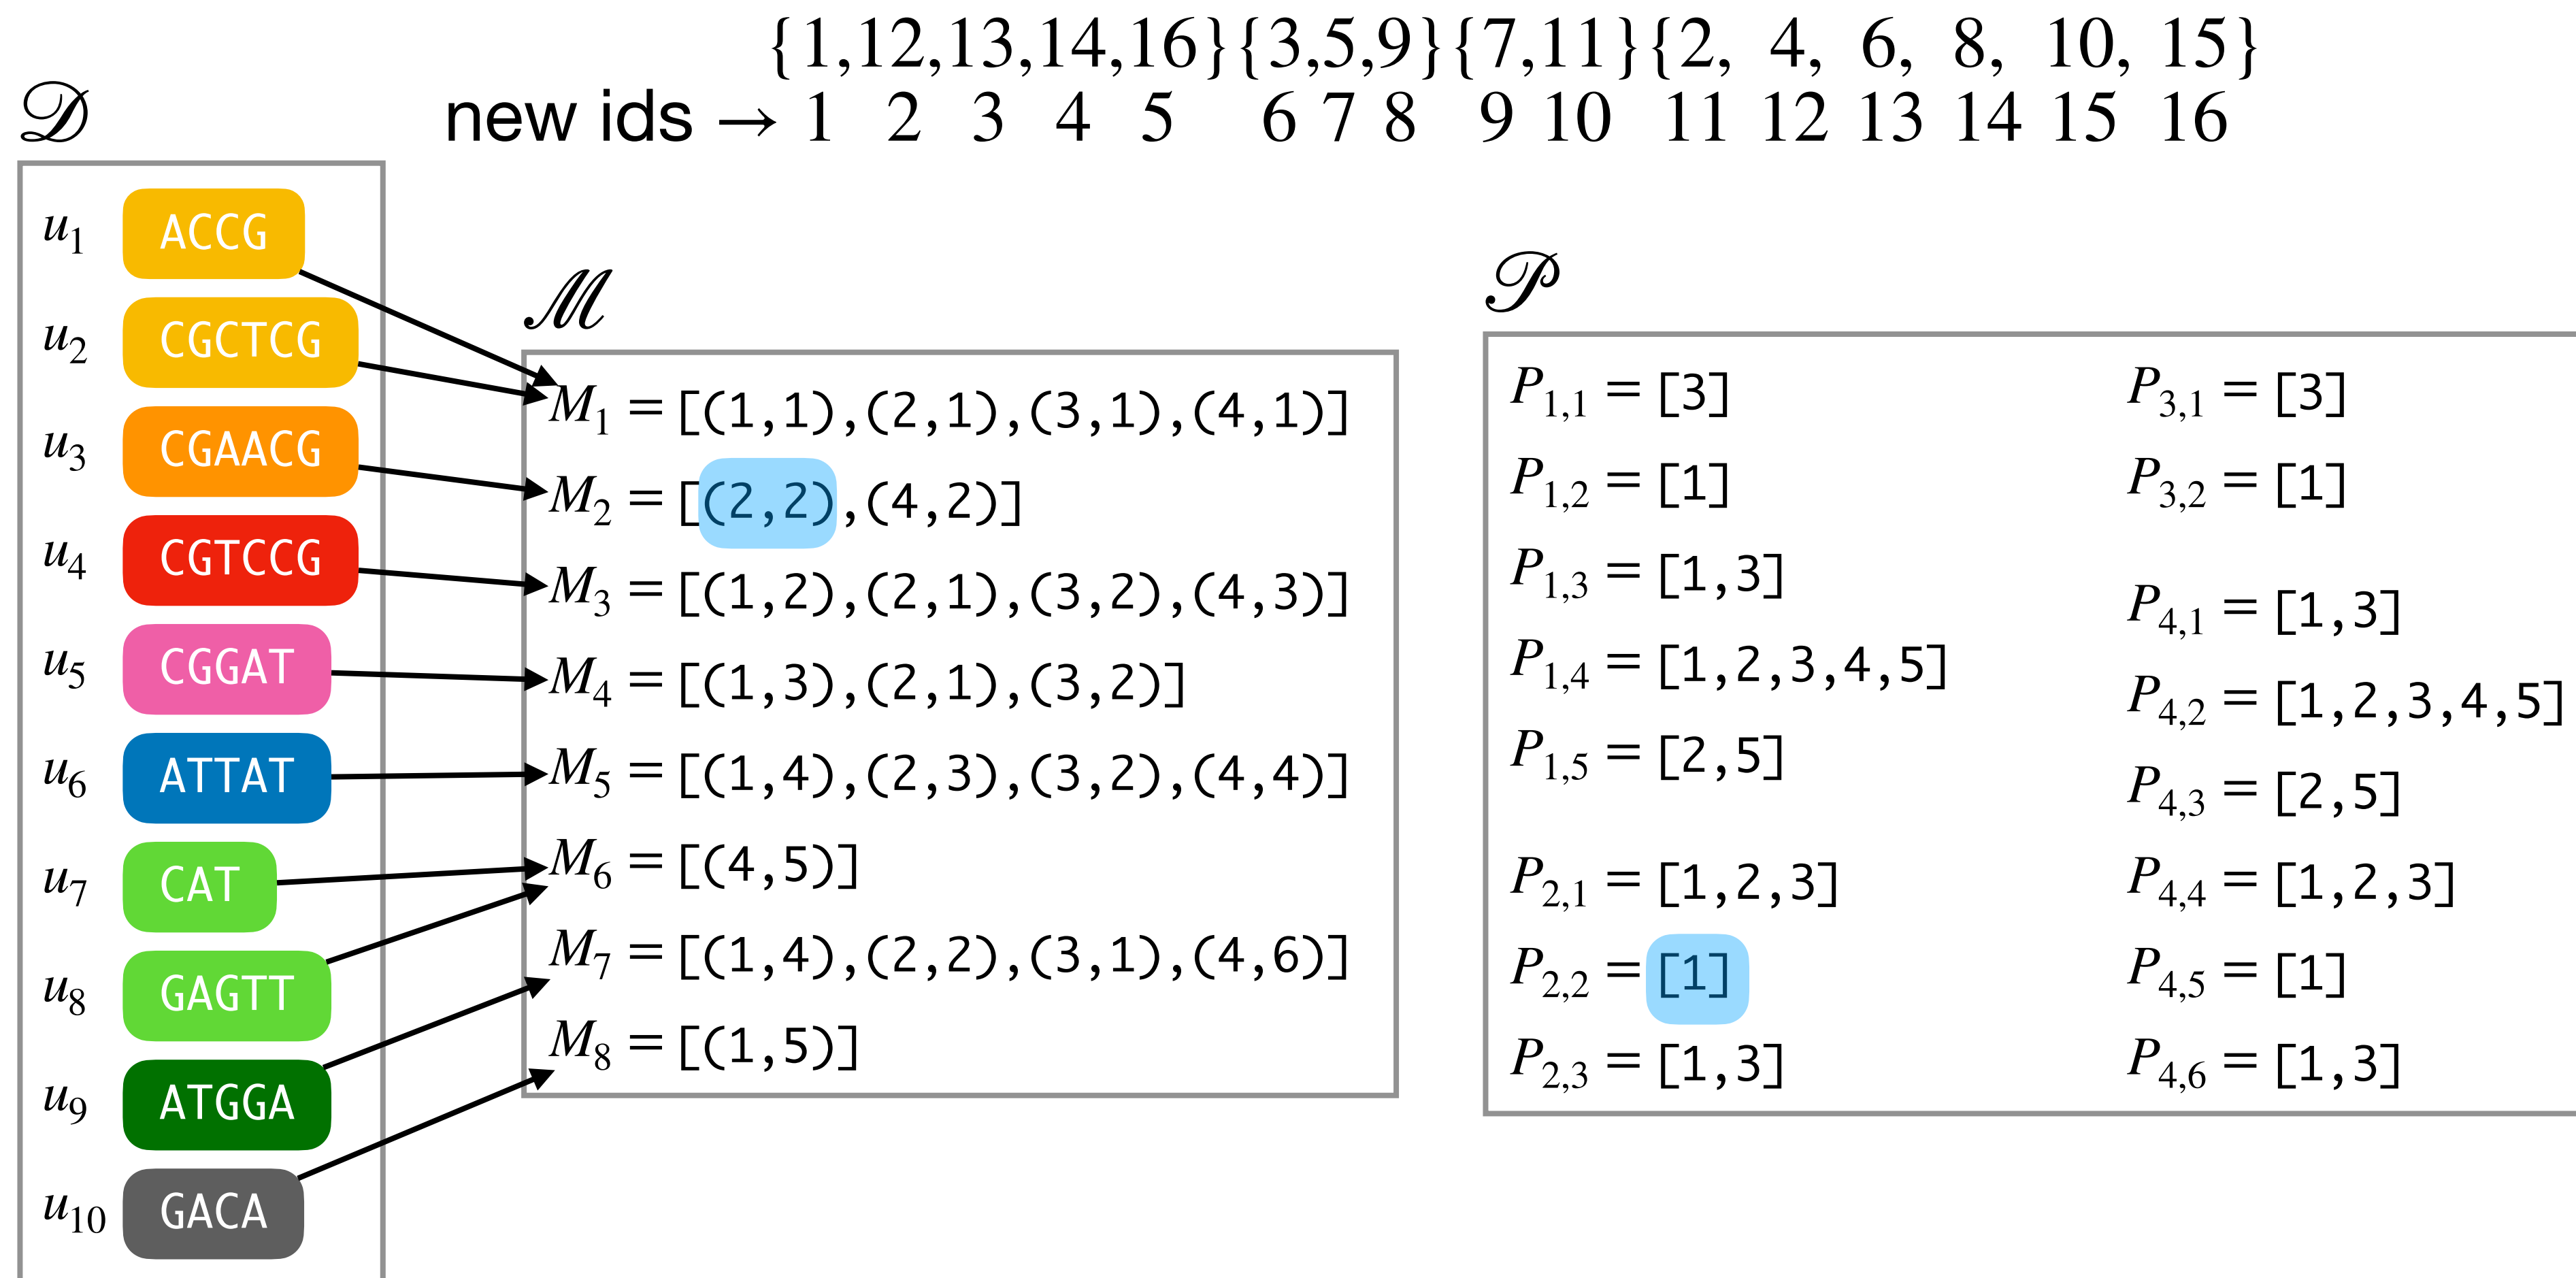 {1,12,13,14,16}{3,5,9}{7,11}{2, 4, 6, 8, 10, 15}
new ids → 1 2 3 4 5 6 7 8 9 10 11 12 13 14 15 16
𝒟
u1 ACCG
u2 CGCTCG
u3 CGAACG
u4 CGTCCG
u5 CGGAT
u6 ATTAT
u7 CAT
u8 GAGTT
u9 ATGGA
u10 GACA
ℳ
M1 = [(1,1),(2,1),(3,1),(4,1)]
M2 = [(2,2),(4,2)]
M3 = [(1,2),(2,1),(3,2),(4,3)]
M4 = [(1,3),(2,1),(3,2)]
M5 = [(1,4),(2,3),(3,2),(4,4)]
M6 = [(4,5)]
M7 = [(1,4),(2,2),(3,1),(4,6)]
M8 = [(1,5)]
𝒫
P1,1 = [3]
P1,2 = [1]
P1,3 = [1,3]
P1,4 = [1,2,3,4,5]
P1,5 = [2,5]
P2,1 = [1,2,3]
P2,2 = [1]
P2,3 = [1,3]
P3,1 = [3]
P3,2 = [1]
P4,1 = [1,3]
P4,2 = [1,2,3,4,5]
P4,3 = [2,5]
P4,4 = [1,2,3]
P4,5 = [1]
P4,6 = [1,3]